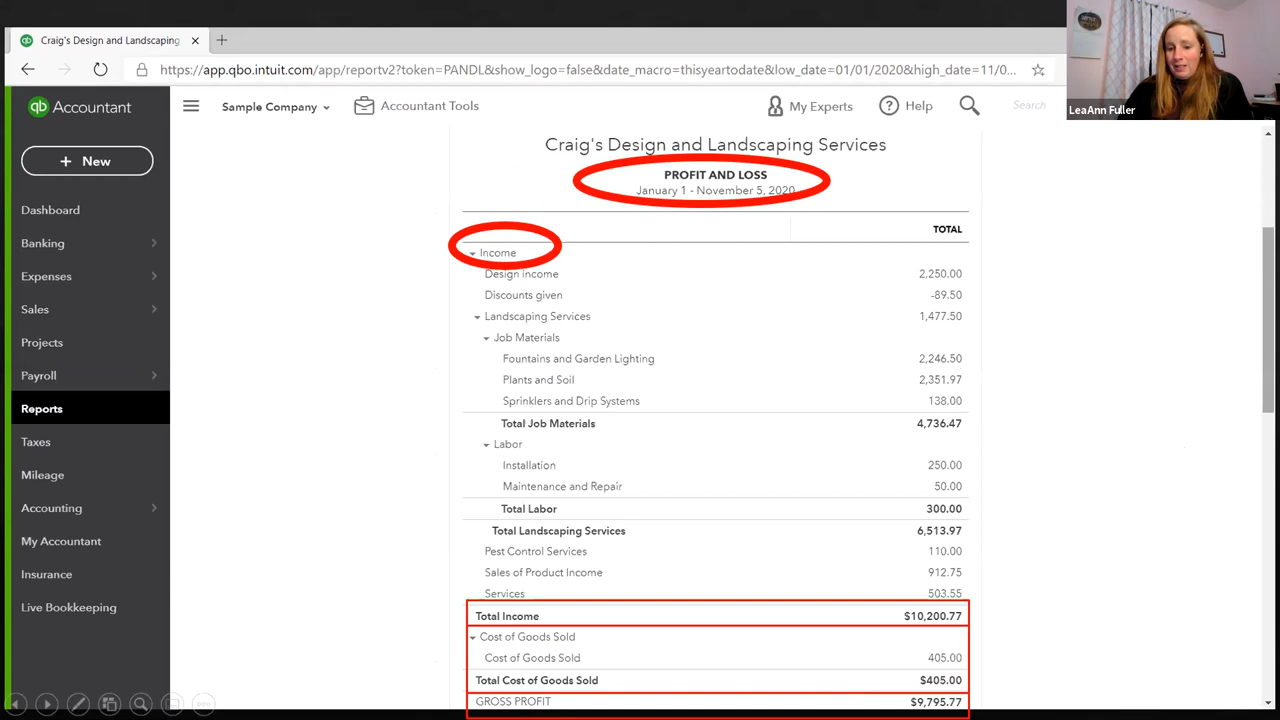 Craig's Design and Landscaping
https://app.qbo.intuit.com/app/reportv2?token=PANDL&show_logo=false&date_macro=thisyeartodate&low_date=01/01/2020&high_date=11/0...
LeaAnn Fuller
qb Accountant
Sample Company
Accountant Tools
My Experts
Help
Search
+ New
Dashboard
Banking
Expenses
Sales
Projects
Payroll
Reports
Taxes
Mileage
Accounting
My Accountant
Insurance
Live Bookkeeping
Craig's Design and Landscaping Services
PROFIT AND LOSS
January 1 - November 5, 2020
TOTAL
Income
Design income 2,250.00
Discounts given -89.50
Landscaping Services 1,477.50
Job Materials
Fountains and Garden Lighting 2,246.50
Plants and Soil 2,351.97
Sprinklers and Drip Systems 138.00
Total Job Materials 4,736.47
Labor
Installation 250.00
Maintenance and Repair 50.00
Total Labor 300.00
Total Landscaping Services 6,513.97
Pest Control Services 110.00
Sales of Product Income 912.75
Services 503.55
Total Income $10,200.77
Cost of Goods Sold
Cost of Goods Sold 405.00
Total Cost of Goods Sold $405.00
GROSS PROFIT $9,795.77